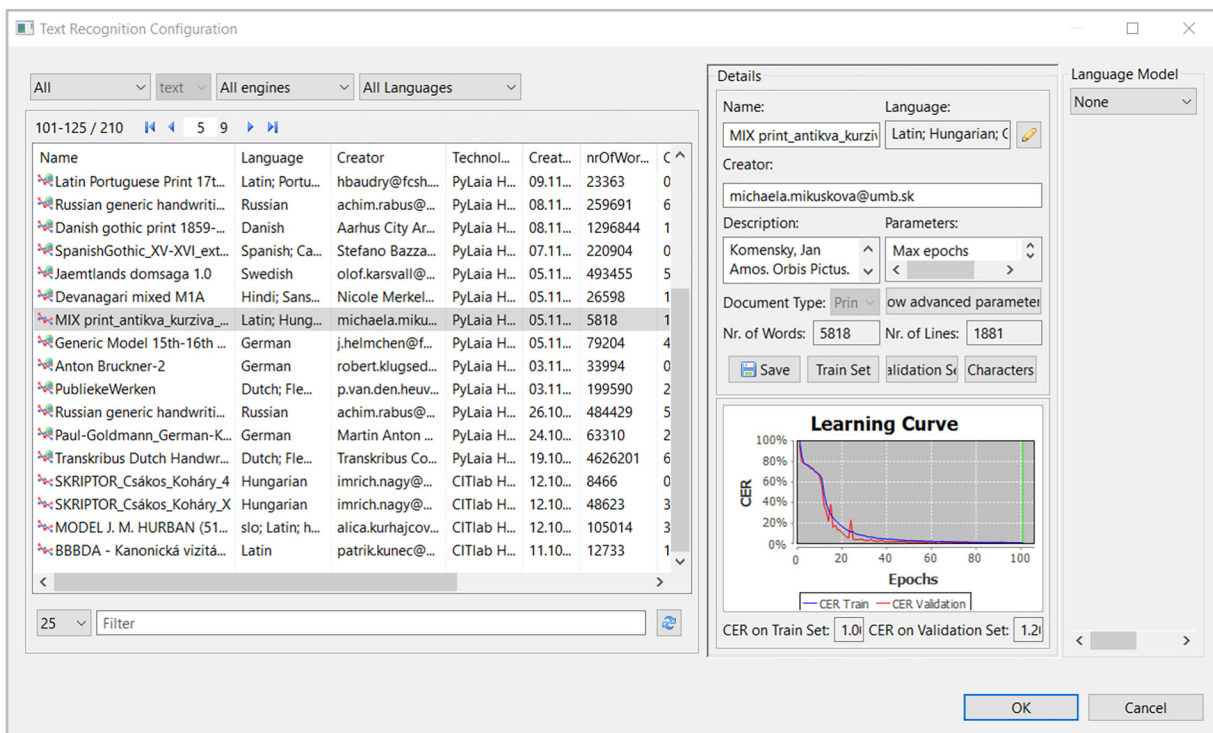 Text Recognition Configuration
All text All engines All Languages
101-125 / 210 5 9
Name Language Creator Technol... Creat... nrOfWor... C
Latin Portuguese Print 17t... Latin; Portu... hbaudry@fcsh.... PyLaia H... 09.11... 23363 0
Russian generic handwriti... Russian achim.rabus@... PyLaia H... 08.11... 259691 6
Danish gothic print 1859-... Danish Aarhus City Ar... PyLaia H... 08.11... 1296844 1
SpanishGothic_XV-XVI_ext... Spanish; Ca... Stefano Bazza... PyLaia H... 07.11... 220904 0
Jaemtlands domsaga 1.0 Swedish olof.karsvall@... PyLaia H... 05.11... 493455 5
Devanagari mixed M1A Hindi; Sans... Nicole Merkel... PyLaia H... 05.11... 26598 1
MIX print_antikva_kurziva_... Latin; Hung... michaela.miku... PyLaia H... 05.11... 5818 1
Generic Model 15th-16th ... German j.helmchen@f... PyLaia H... 05.11... 79204 4
Anton Bruckner-2 German robert.klugsed... PyLaia H... 03.11... 33994 0
PubliekeWerken Dutch; Fle... p.van.den.heuv... PyLaia H... 03.11... 199590 2
Russian generic handwriti... Russian achim.rabus@... PyLaia H... 26.10... 484429 5
Paul-Goldmann_German-K... German Martin Anton ... PyLaia H... 24.10... 63310 2
Transkribus Dutch Handwr... Dutch; Fle... Transkribus Co... PyLaia H... 19.10... 4626201 6
SKRIPTOR_Csákos_Koháry_4 Hungarian imrich.nagy@... CITlab H... 12.10... 8466 0
SKRIPTOR_Csákos_Koháry_X Hungarian imrich.nagy@... CITlab H... 12.10... 48623 3
MODEL J. M. HURBAN (51... slo; Latin; h... alica.kurhajcov... CITlab H... 12.10... 105014 3
BBBDA - Kanonická vizitá... Latin patrik.kunec@... CITlab H... 11.10... 12733 1
25 Filter
Details
Name: Language:
MIX print_antikva_kurziv Latin; Hungarian;
Creator:
michaela.mikuskova@umb.sk
Description: Parameters:
Komensky, Jan Max epochs
Amos. Orbis Pictus.
Document Type: Prin ow advanced parameter
Nr. of Words: 5818 Nr. of Lines: 1881
Save Train Set alidation Se Characters
Learning Curve
100%
80%
60%
40%
20%
0%
CER
0 20 40 60 80 100
Epochs
CER Train CER Validation
CER on Train Set: 1.0 CER on Validation Set: 1.2
Language Model
None
OK Cancel